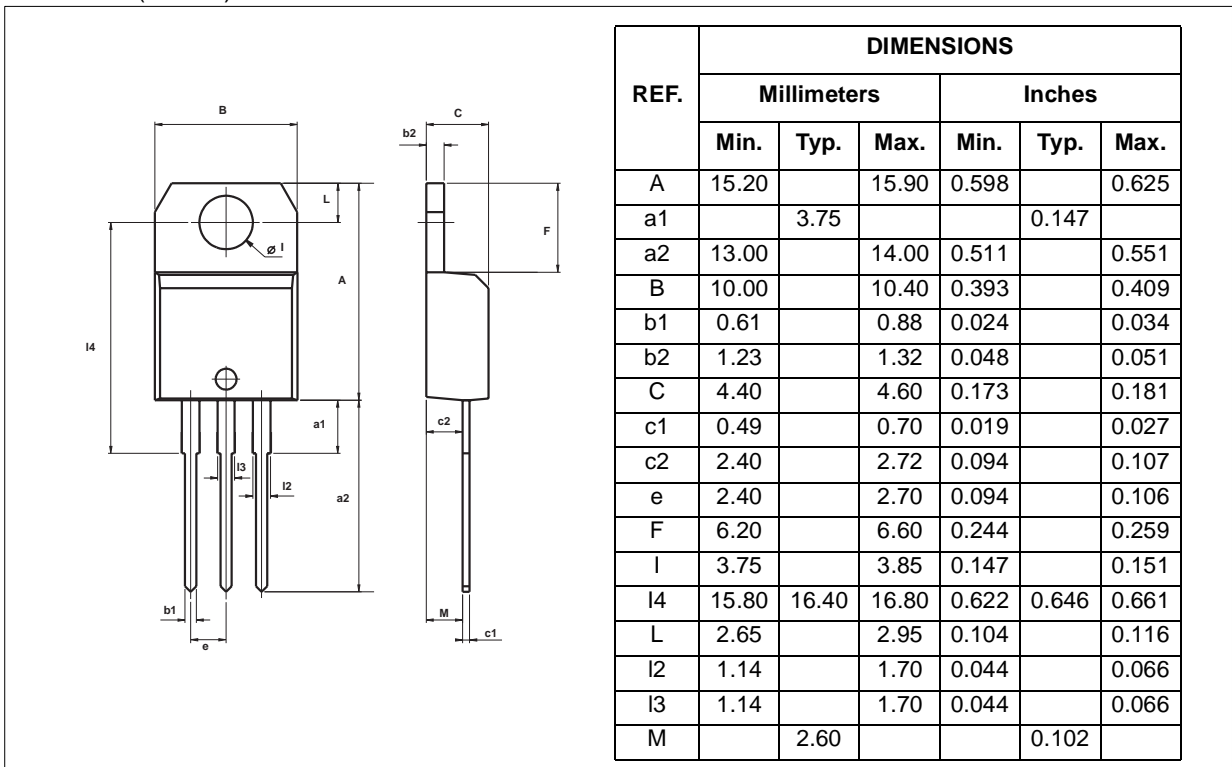 B
C
b2
L
F
Ø I
A
l4
c2
a1
l3
l2
a2
b1
M
c1
e
REF. DIMENSIONS
Millimeters Inches
Min. Typ. Max. Min. Typ. Max.
A 15.20 15.90 0.598 0.625
a1 3.75 0.147
a2 13.00 14.00 0.511 0.551
B 10.00 10.40 0.393 0.409
b1 0.61 0.88 0.024 0.034
b2 1.23 1.32 0.048 0.051
C 4.40 4.60 0.173 0.181
c1 0.49 0.70 0.019 0.027
c2 2.40 2.72 0.094 0.107
e 2.40 2.70 0.094 0.106
F 6.20 6.60 0.244 0.259
I 3.75 3.85 0.147 0.151
I4 15.80 16.40 16.80 0.622 0.646 0.661
L 2.65 2.95 0.104 0.116
l2 1.14 1.70 0.044 0.066
l3 1.14 1.70 0.044 0.066
M 2.60 0.102